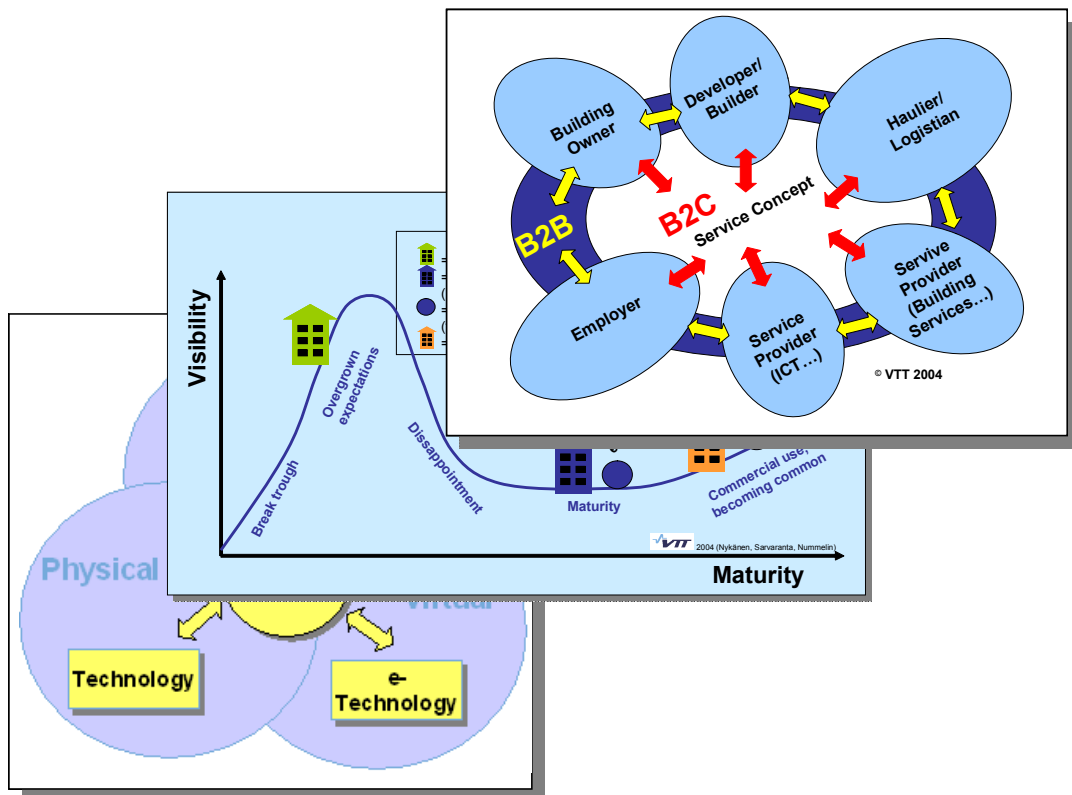 Building
Owner
Developer/
Builder
Haulier/
Logistian
B2B
B2C
Service Concept
Employer
Service
Provider
(ICT…)
Servive
Provider
(Building
Services…)
© VTT 2004
Visibility
=
=
(
=
(
=
Break trough
Overgrown
expectations
Dissappointment
Maturity
Commercial use,
becoming common
VTT 2004 (Nykänen, Sarvaranta, Nummelin)
Maturity
Physical
Virtual
Technology
e-
Technology